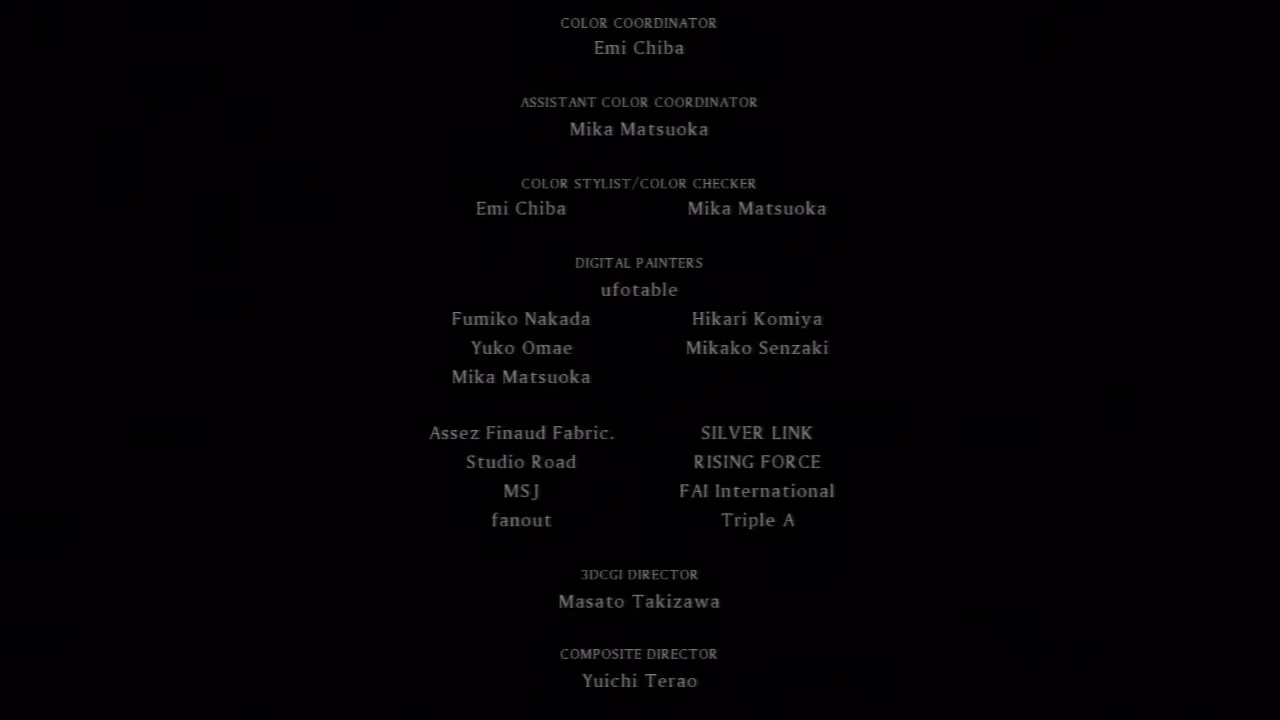 COLOR COORDINATOR
Emi Chiba
ASSISTANT COLOR COORDINATOR
Mika Matsuoka
COLOR STYLIST/COLOR CHECKER
Emi Chiba Mika Matsuoka
DIGITAL PAINTERS
ufotable
Fumiko Nakada Hikari Komiya
Yuko Omae Mikako Senzaki
Mika Matsuoka
Assez Finaud Fabric. SILVER LINK
Studio Road RISING FORCE
MSJ FAI International
fanout Triple A
3DCGI DIRECTOR
Masato Takizawa
COMPOSITE DIRECTOR
Yuichi Terao